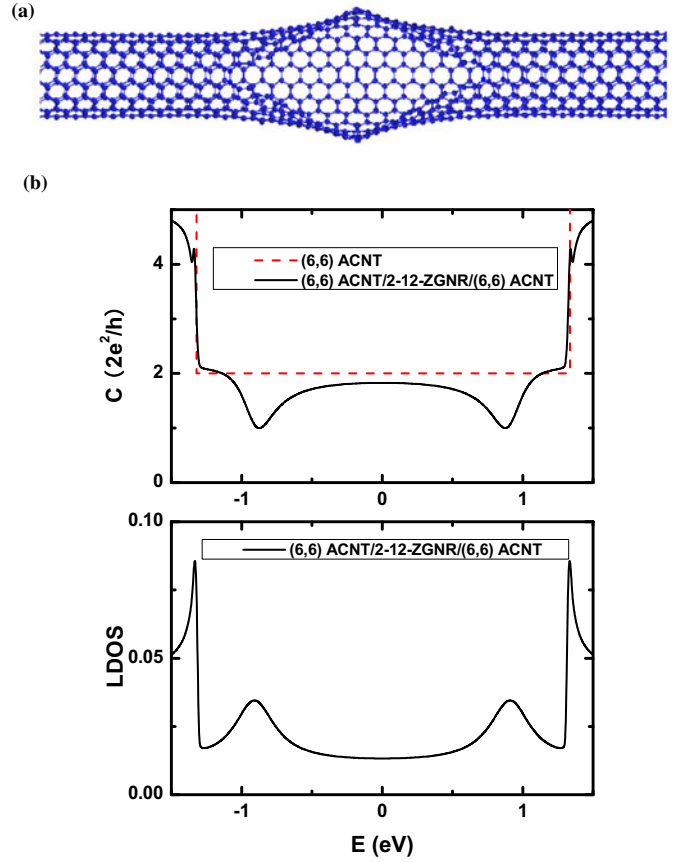 (a)
(b)
C (2e²/h)
4
2
0
(6,6) ACNT
(6,6) ACNT/2-12-ZGNR/(6,6) ACNT
-1 0 1
LDOS
0.10
0.05
0.00
(6,6) ACNT/2-12-ZGNR/(6,6) ACNT
-1 0 1
E (eV)